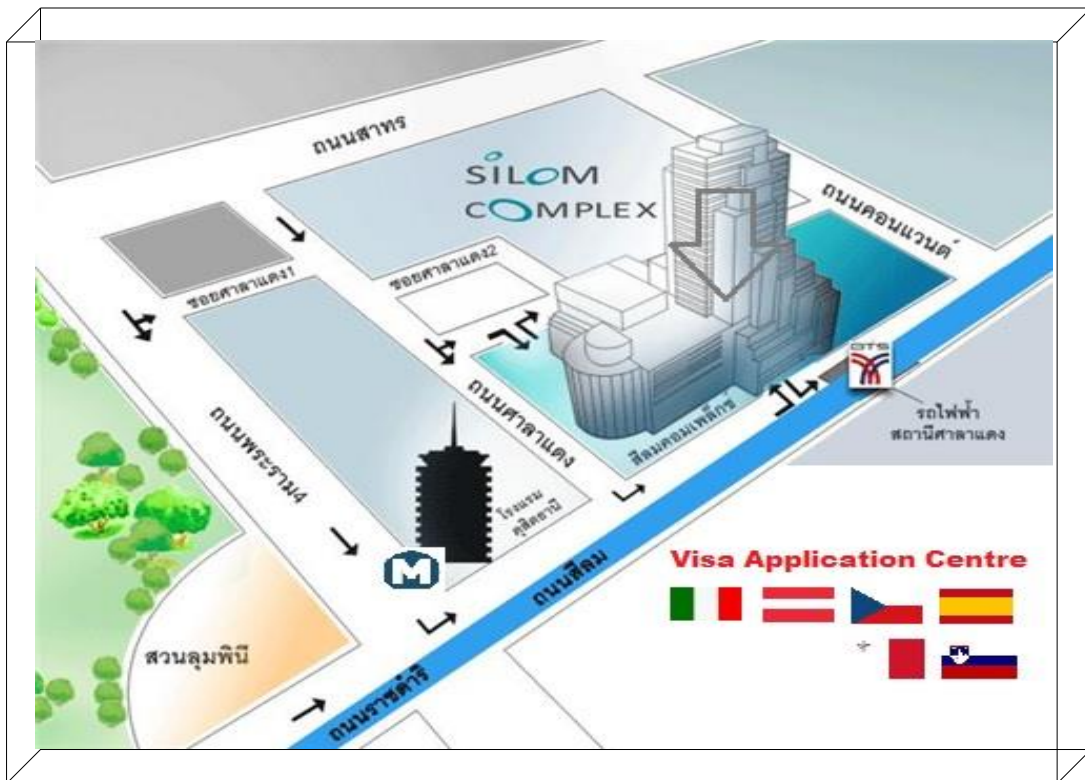 ถนนสาทร
SILOM
COMPLEX
ถนนคอนแวนต์
ซอยศาลาแดง2
ซอยศาลาแดง1
BTS
รถไฟฟ้า
สถานีศาลาแดง
ถนนศาลาแดง
สีลมคอมเพล็กซ์
ถนนพระราม4
โรงแรม
ดุสิตธานี
M
ถนนสีลม
Visa Application Centre
สวนลุมพินี
ถนนราชดำริ